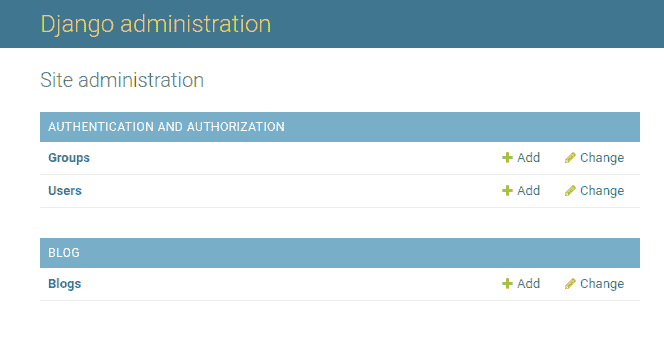 Django administration
Site administration
AUTHENTICATION AND AUTHORIZATION
Groups Add Change
Users Add Change
BLOG
Blogs Add Change